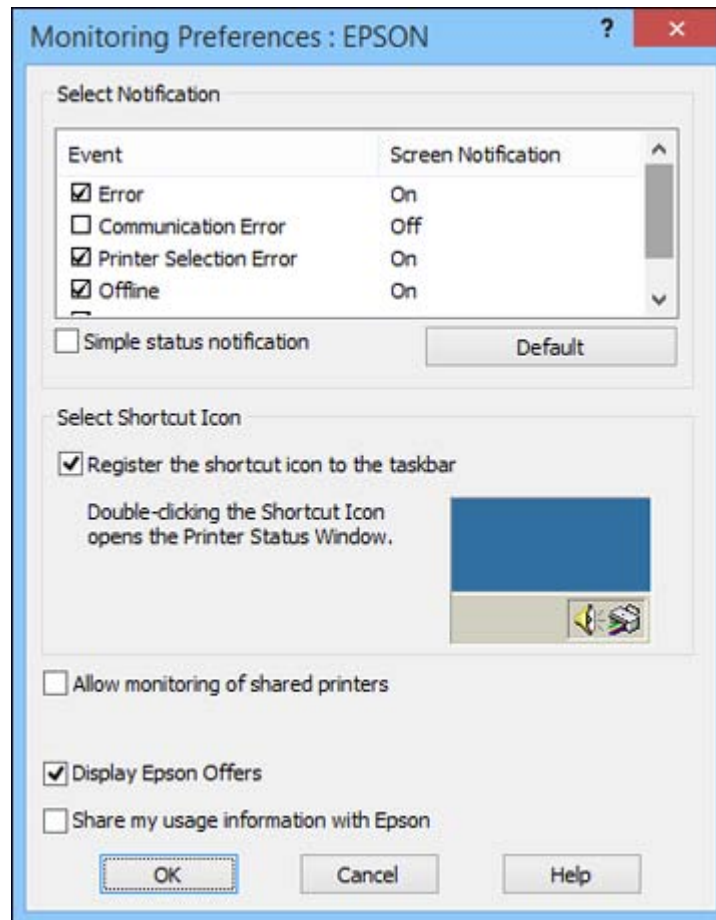 Monitoring Preferences : EPSON ?
Select Notification
Event Screen Notification
Error On
Communication Error Off
Printer Selection Error On
Offline On
Simple status notification Default
Select Shortcut Icon
Register the shortcut icon to the taskbar
Double-clicking the Shortcut Icon
opens the Printer Status Window.
Allow monitoring of shared printers
Display Epson Offers
Share my usage information with Epson
OK Cancel Help